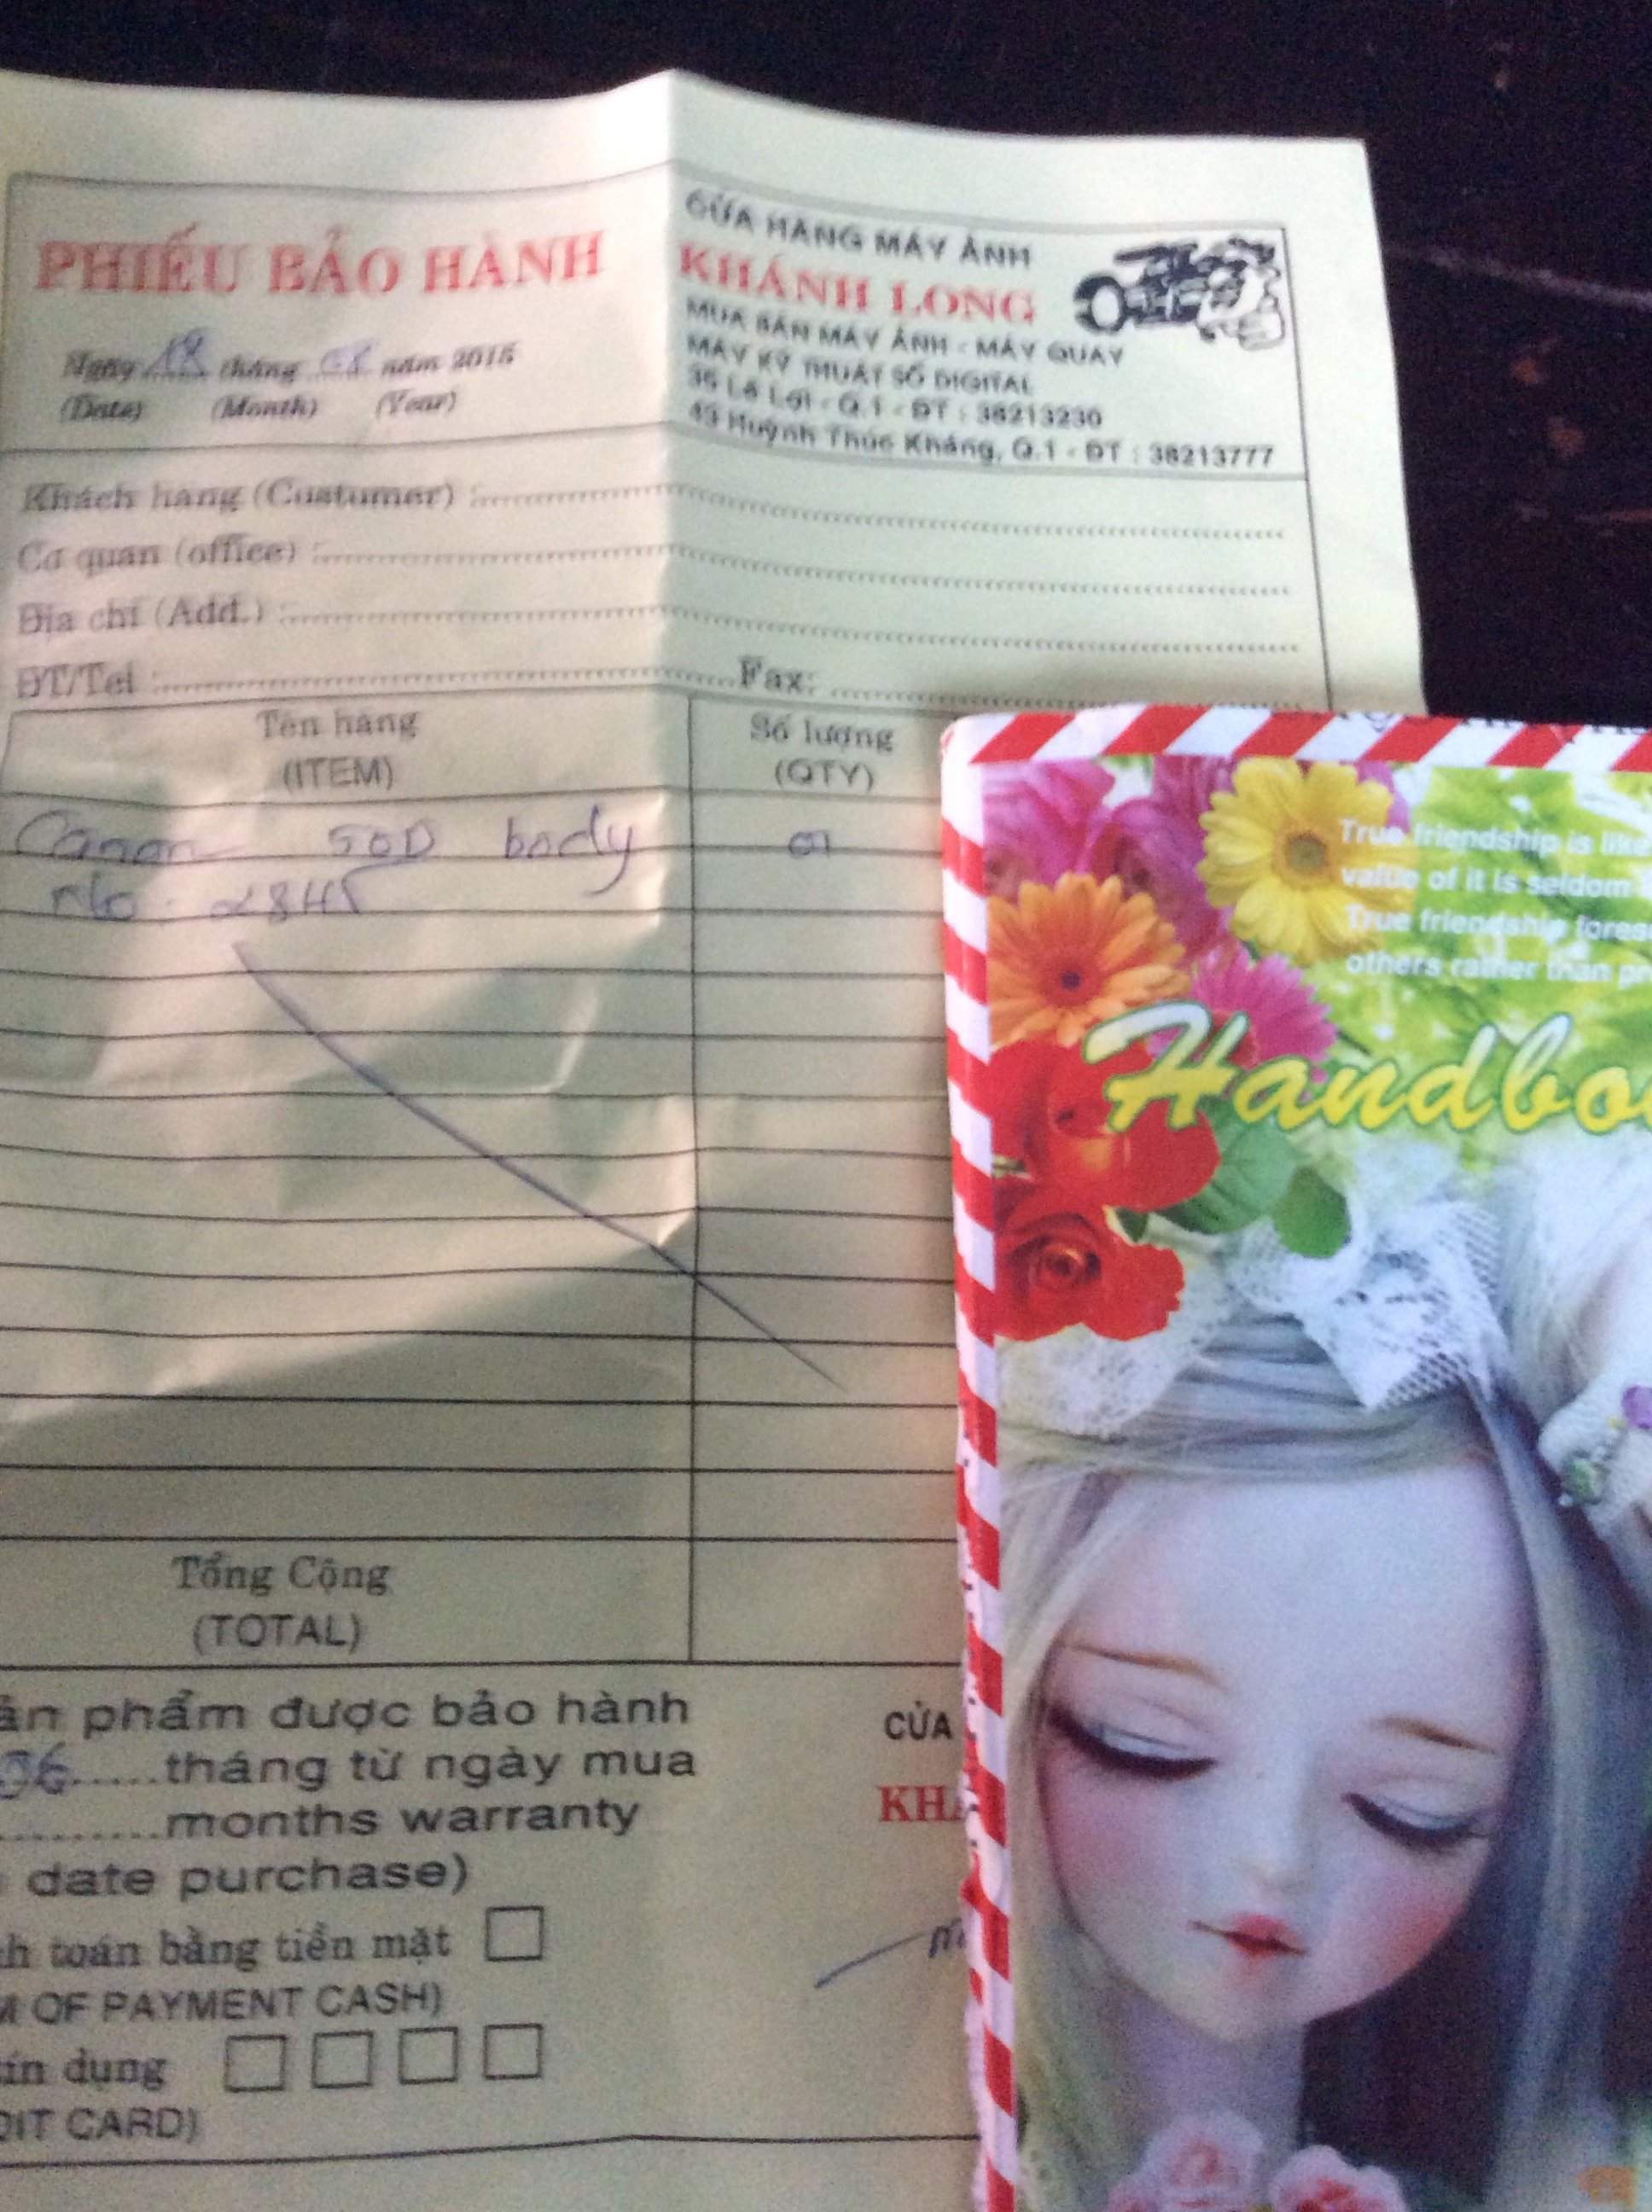 PHIẾU BẢO HÀNH
Ngày 18 tháng năm 2015
(Date) (Month) (Year)
CỬA HÀNG MÁY ẢNH
KHÁNH LONG
MUA BÁN MÁY ẢNH - MÁY QUAY
MÁY KỸ THUẬT SỐ DIGITAL
35 Lê Lợi - Q.1 - ĐT : 38213230
43 Huỳnh Thúc Kháng, Q.1 - ĐT : 38213777
Khách hàng (Custumer) :
Cơ quan (office) :
Địa chỉ (Add.) :
ĐT/Tel : Fax:
Tên hàng Số lượng
(ITEM) (QTY)
Canon 50D body 01
No.
Tổng Cộng
(TOTAL)
ản phẩm được bảo hành
06 tháng từ ngày mua
months warranty
date purchase)
h toán bằng tiền mặt
M OF PAYMENT CASH)
tín dụng
DIT CARD)
CỬA
KHÁ
True friendship is like
value of it is seldom
True friendship fores
others rather than p
Handbo